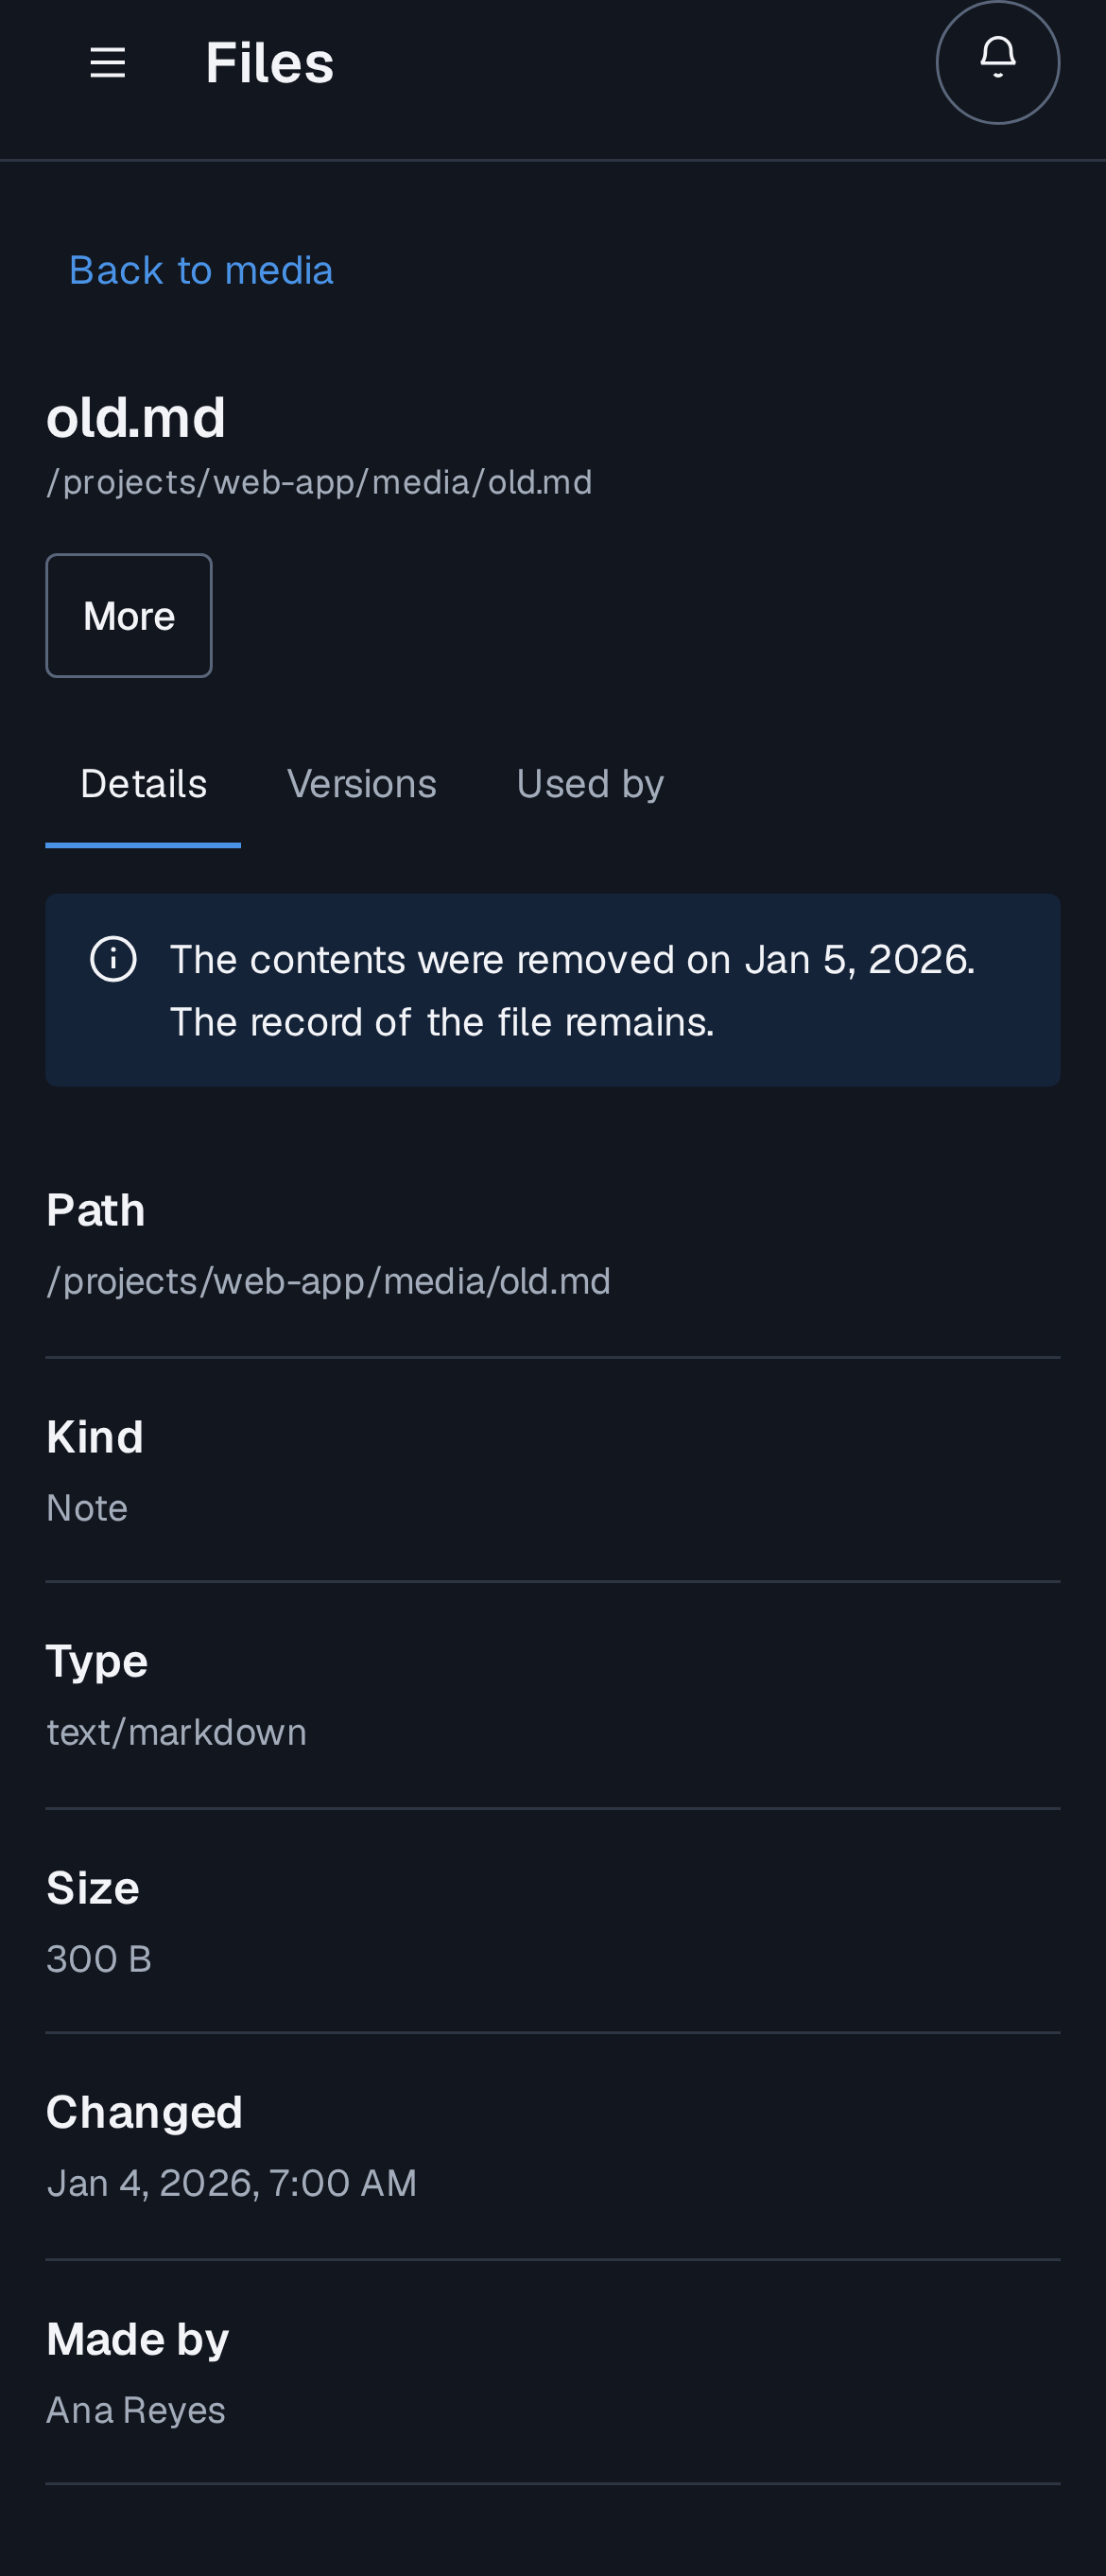 Files
Back to media
old.md
/projects/web-app/media/old.md
More
Details Versions Used by
The contents were removed on Jan 5, 2026.
The record of the file remains.
Path
/projects/web-app/media/old.md
Kind
Note
Type
text/markdown
Size
300 B
Changed
Jan 4, 2026, 7:00 AM
Made by
Ana Reyes